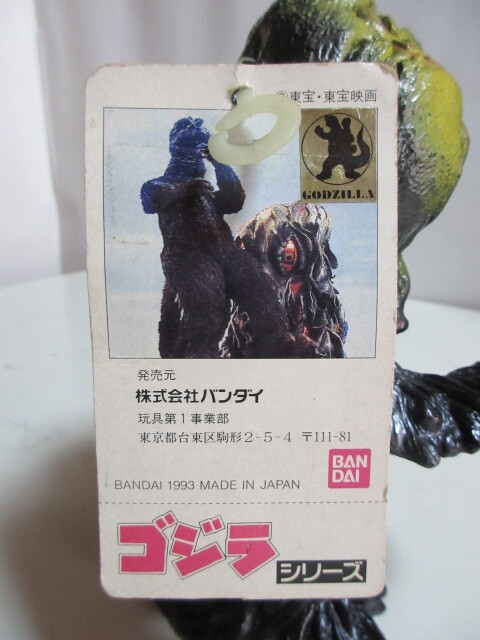 ©東宝・東宝映画
GODZILLA
発売元
株式会社バンダイ
玩具第1事業部
東京都台東区駒形2-5-4 〒111-81
BAN
DAI
BANDAI 1993 MADE IN JAPAN
ゴジラ
シリーズ